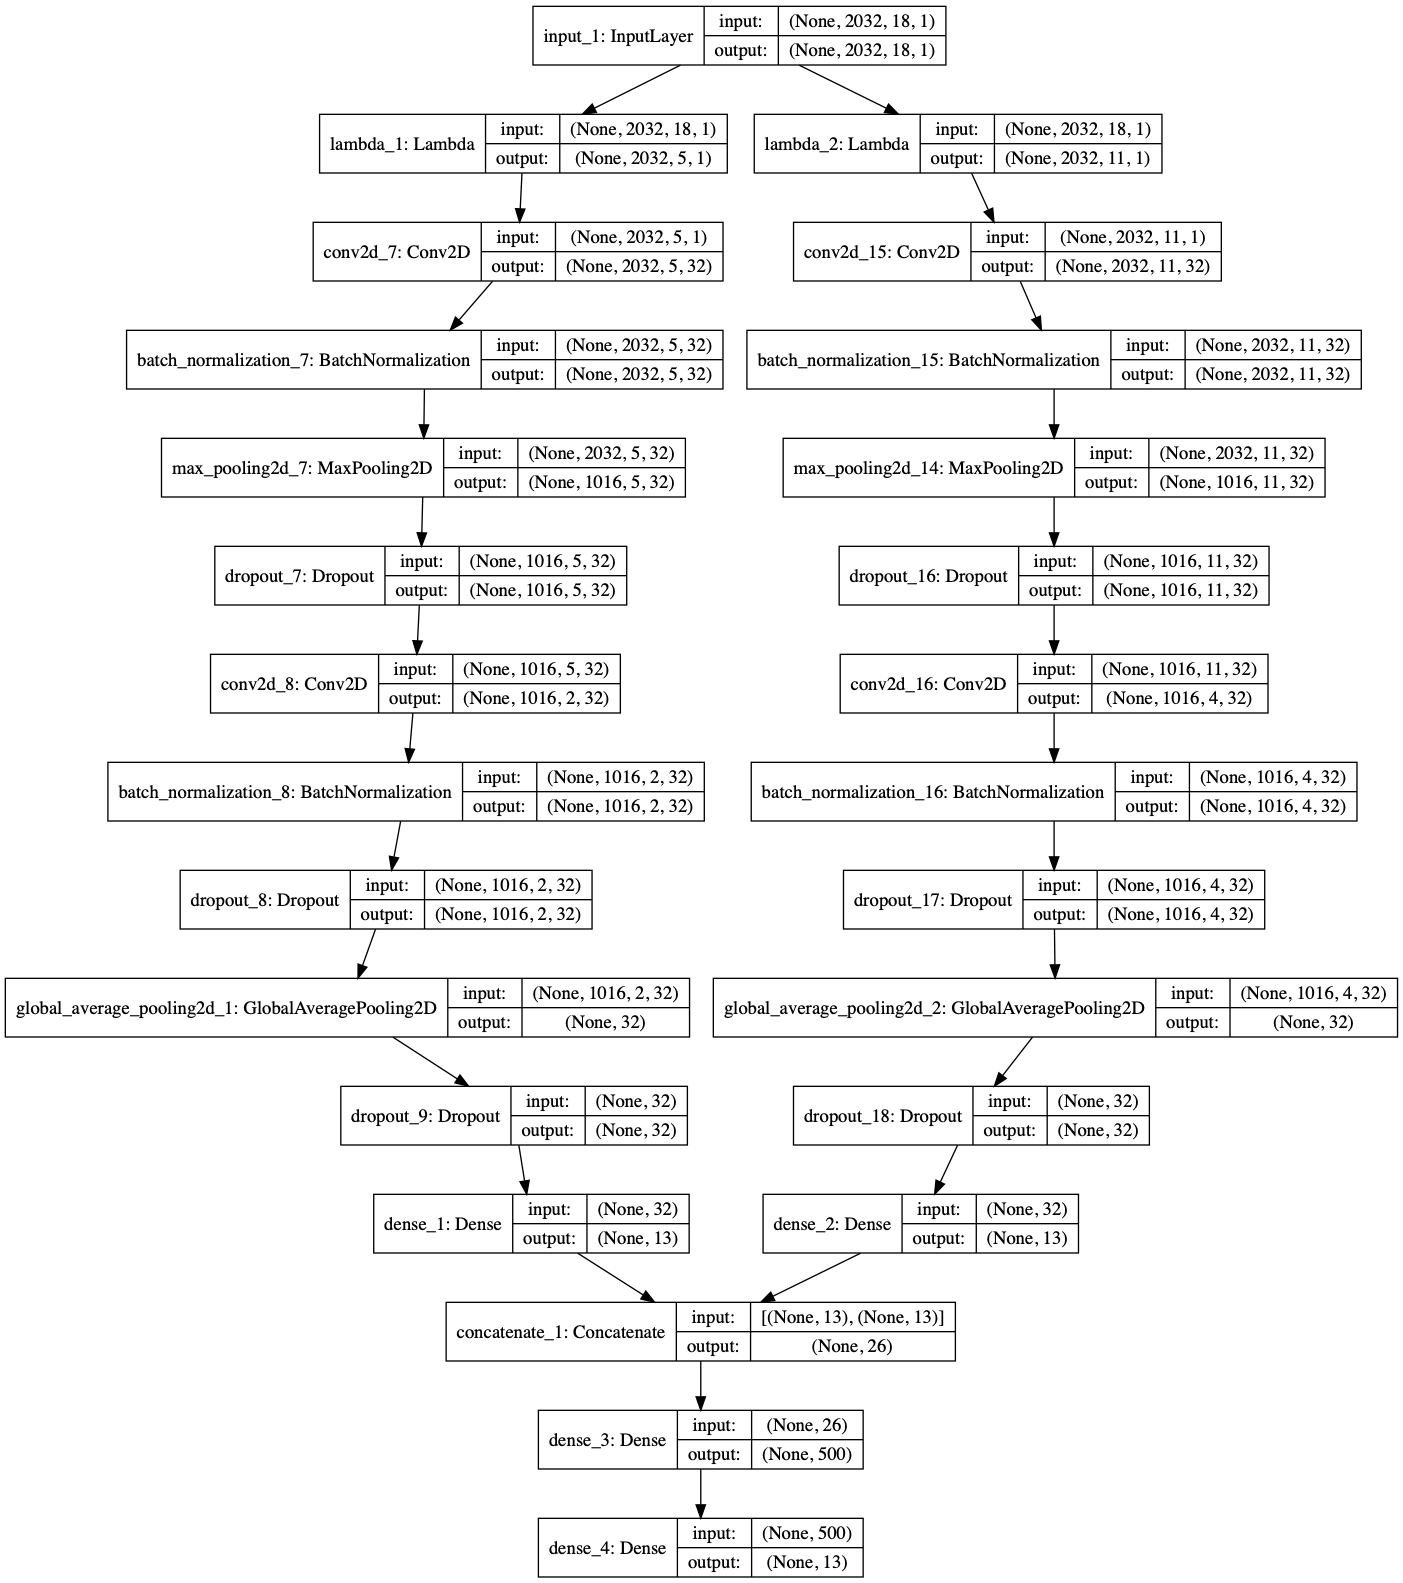 input_1: InputLayer
input: (None, 2032, 18, 1)
output: (None, 2032, 18, 1)
lambda_1: Lambda
input: (None, 2032, 18, 1)
output: (None, 2032, 5, 1)
lambda_2: Lambda
input: (None, 2032, 18, 1)
output: (None, 2032, 11, 1)
conv2d_7: Conv2D
input: (None, 2032, 5, 1)
output: (None, 2032, 5, 32)
conv2d_15: Conv2D
input: (None, 2032, 11, 1)
output: (None, 2032, 11, 32)
batch_normalization_7: BatchNormalization
input: (None, 2032, 5, 32)
output: (None, 2032, 5, 32)
batch_normalization_15: BatchNormalization
input: (None, 2032, 11, 32)
output: (None, 2032, 11, 32)
max_pooling2d_7: MaxPooling2D
input: (None, 2032, 5, 32)
output: (None, 1016, 5, 32)
max_pooling2d_14: MaxPooling2D
input: (None, 2032, 11, 32)
output: (None, 1016, 11, 32)
dropout_7: Dropout
input: (None, 1016, 5, 32)
output: (None, 1016, 5, 32)
dropout_16: Dropout
input: (None, 1016, 11, 32)
output: (None, 1016, 11, 32)
conv2d_8: Conv2D
input: (None, 1016, 5, 32)
output: (None, 1016, 2, 32)
conv2d_16: Conv2D
input: (None, 1016, 11, 32)
output: (None, 1016, 4, 32)
batch_normalization_8: BatchNormalization
input: (None, 1016, 2, 32)
output: (None, 1016, 2, 32)
batch_normalization_16: BatchNormalization
input: (None, 1016, 4, 32)
output: (None, 1016, 4, 32)
dropout_8: Dropout
input: (None, 1016, 2, 32)
output: (None, 1016, 2, 32)
dropout_17: Dropout
input: (None, 1016, 4, 32)
output: (None, 1016, 4, 32)
global_average_pooling2d_1: GlobalAveragePooling2D
input: (None, 1016, 2, 32)
output: (None, 32)
global_average_pooling2d_2: GlobalAveragePooling2D
input: (None, 1016, 4, 32)
output: (None, 32)
dropout_9: Dropout
input: (None, 32)
output: (None, 32)
dropout_18: Dropout
input: (None, 32)
output: (None, 32)
dense_1: Dense
input: (None, 32)
output: (None, 13)
dense_2: Dense
input: (None, 32)
output: (None, 13)
concatenate_1: Concatenate
input: [(None, 13), (None, 13)]
output: (None, 26)
dense_3: Dense
input: (None, 26)
output: (None, 500)
dense_4: Dense
input: (None, 500)
output: (None, 13)